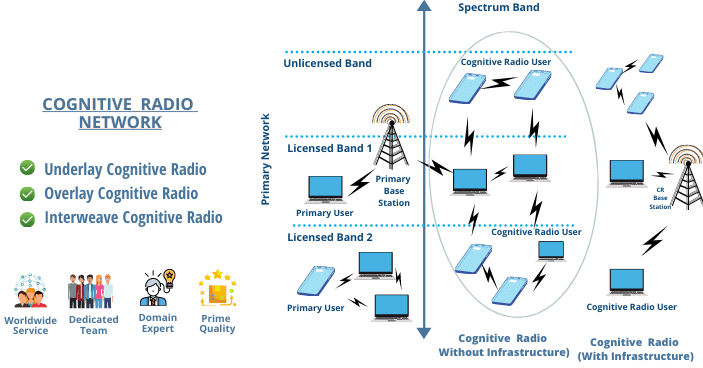 COGNITIVE RADIO
NETWORK
Underlay Cognitive Radio
Overlay Cognitive Radio
Interweave Cognitive Radio
Worldwide
Service
Dedicated
Team
Domain
Expert
Prime
Quality
Spectrum Band
Primary Network
Unlicensed Band
Cognitive Radio User
Licensed Band 1
Primary
Base
Station
Primary User
Licensed Band 2
Cognitive Radio User
Primary User
CR
Base
Station
Cognitive Radio User
Cognitive Radio
Without Infrastructure)
Cognitive Radio
(With Infrastructure)